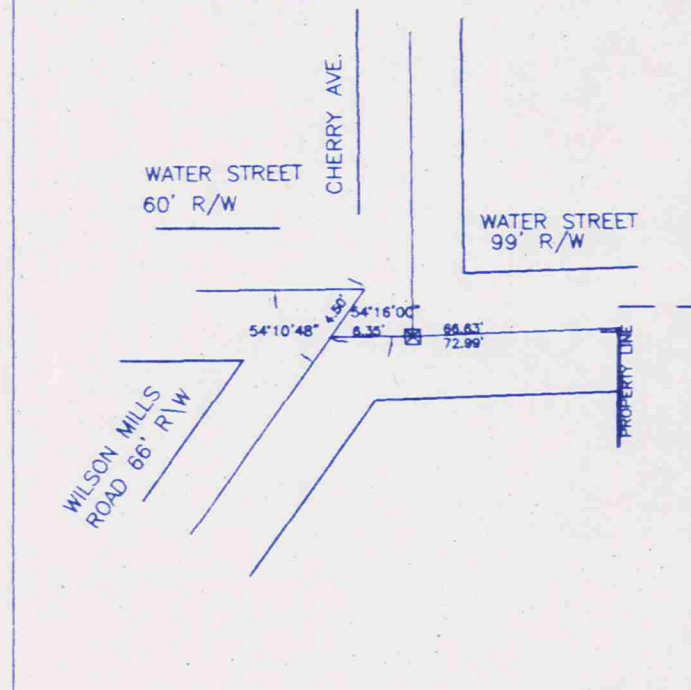 CHERRY AVE.
WATER STREET
60' R/W
WATER STREET
99' R/W
4.50'
54°16'00"
54°10'48"
6.35'
66.63'
72.99'
PROPERTY LINE
WILSON MILLS
ROAD 66' R\W